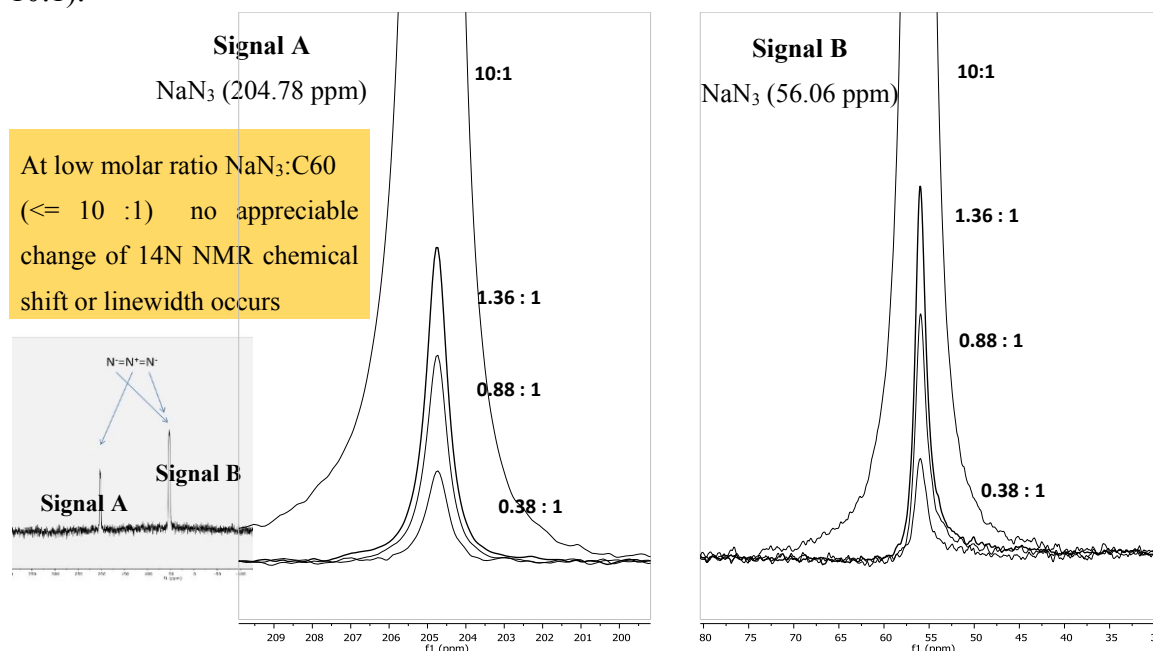 10:1).
Signal A
NaN₃ (204.78 ppm)
10:1
At low molar ratio NaN₃:C60
(<= 10 :1) no appreciable
change of 14N NMR chemical
shift or linewidth occurs
1.36 : 1
0.88 : 1
0.38 : 1
N⁻=N⁺=N⁻
Signal B
Signal A
f1 (ppm)
209 208 207 206 205 204 203 202 201 200
f1 (ppm)
Signal B
NaN₃ (56.06 ppm)
10:1
1.36 : 1
0.88 : 1
0.38 : 1
80 75 70 65 60 55 50 45 40 35
f1 (ppm)